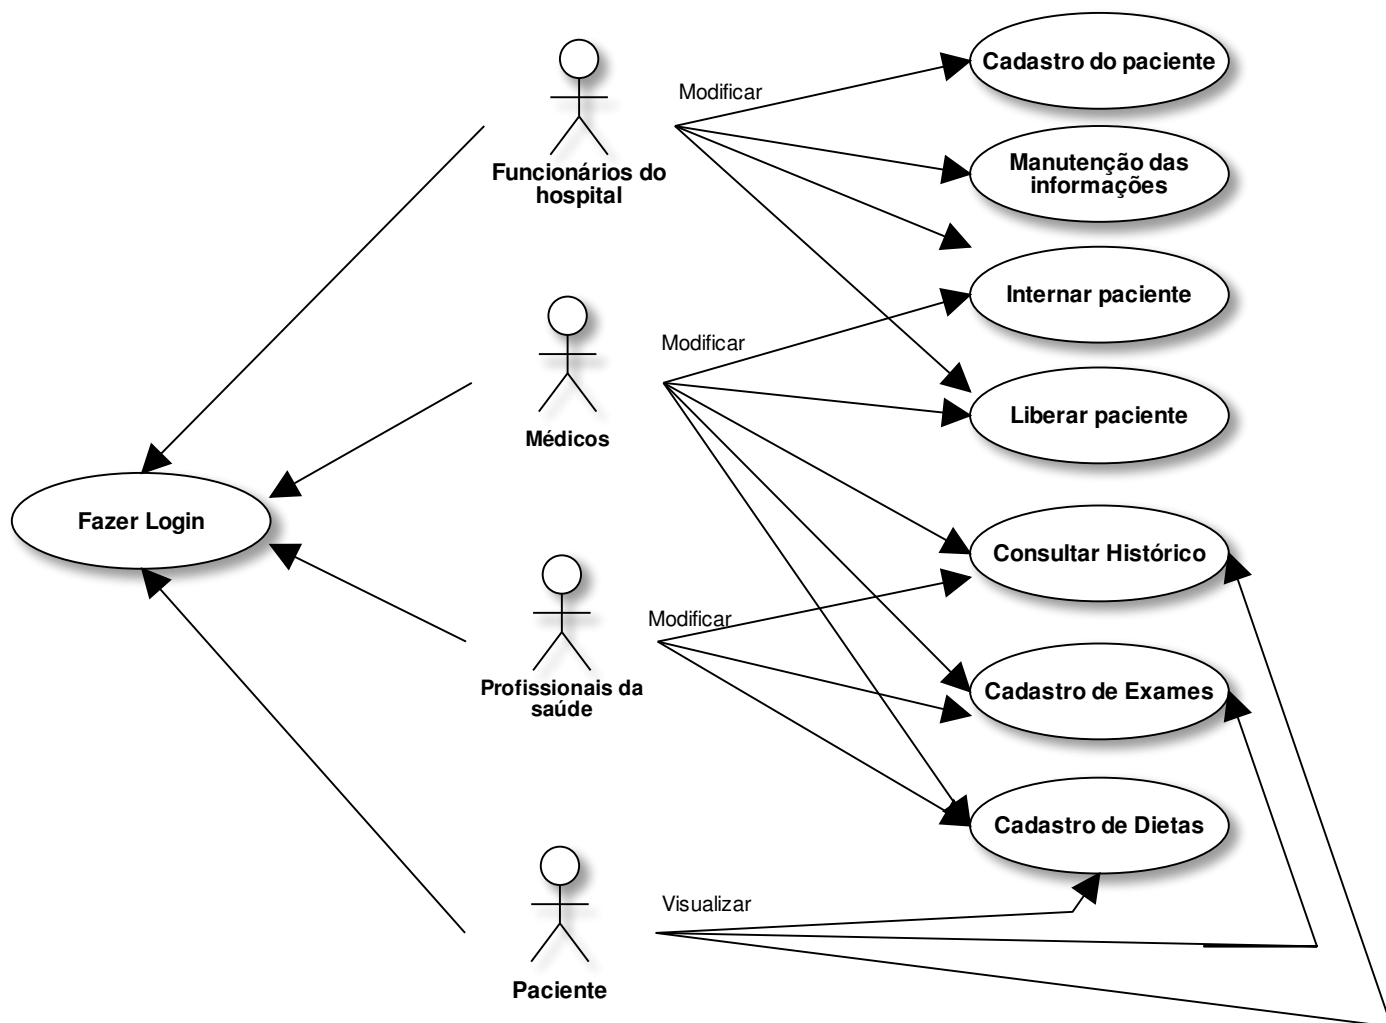 Cadastro do paciente
Modificar
Manutenção das
informações
Funcionários do
hospital
Internar paciente
Modificar
Liberar paciente
Médicos
Fazer Login
Consultar Histórico
Modificar
Profissionais da
saúde
Cadastro de Exames
Cadastro de Dietas
Visualizar
Paciente